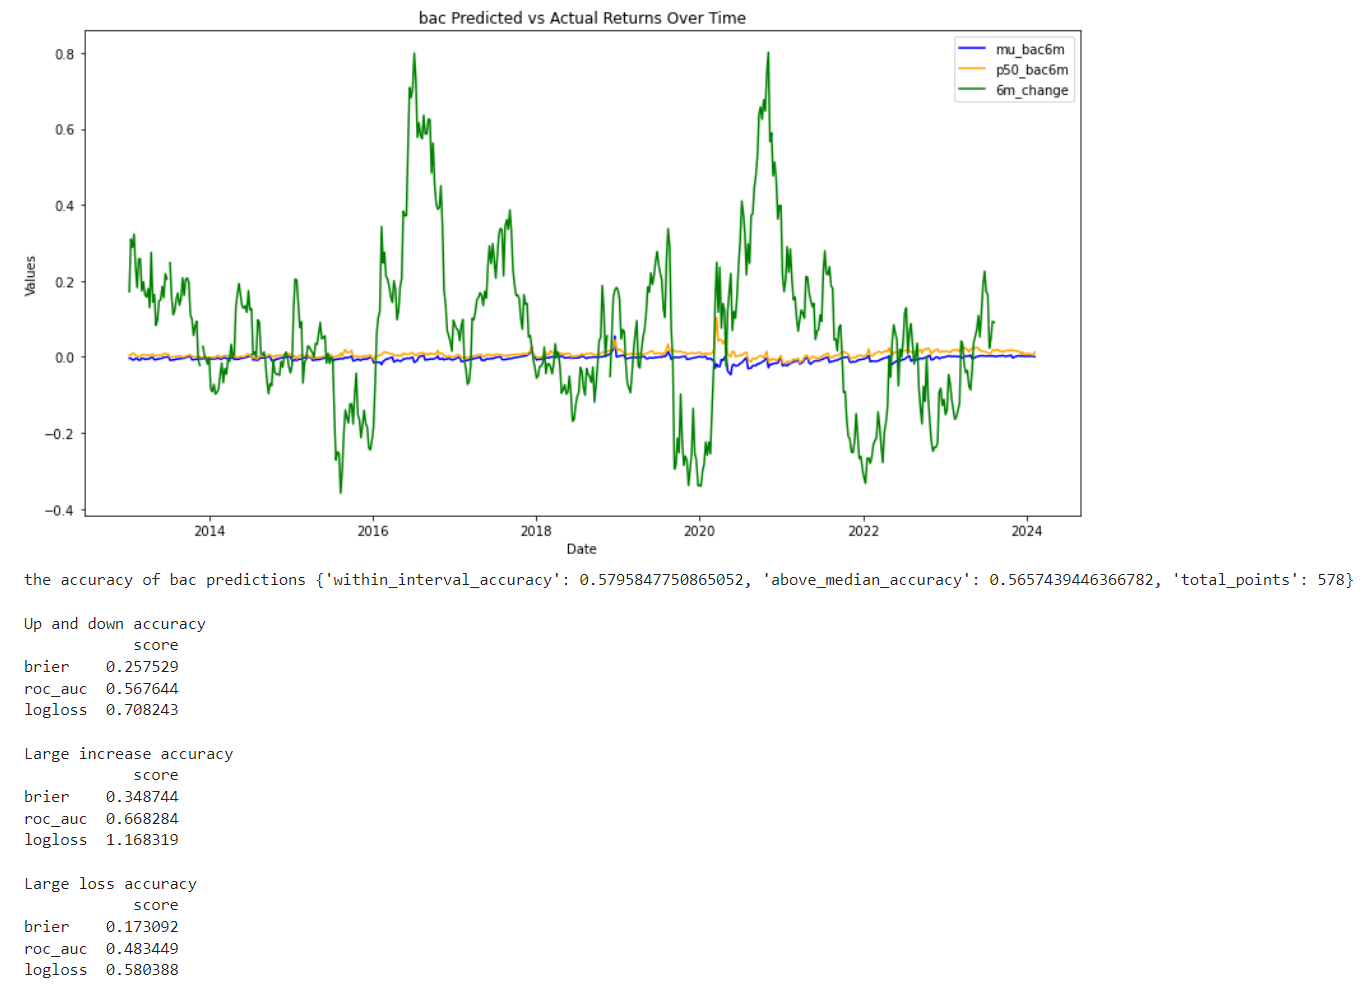 bac Predicted vs Actual Returns Over Time
mu_bac6m
p50_bac6m
6m_change
0.8
0.6
0.4
0.2
0.0
−0.2
−0.4
Values
2014 2016 2018 2020 2022 2024
Date
the accuracy of bac predictions {'within_interval_accuracy': 0.5795847750865052, 'above_median_accuracy': 0.5657439446366782, 'total_points': 578}
Up and down accuracy
score
brier 0.257529
roc_auc 0.567644
logloss 0.708243
Large increase accuracy
score
brier 0.348744
roc_auc 0.668284
logloss 1.168319
Large loss accuracy
score
brier 0.173092
roc_auc 0.483449
logloss 0.580388